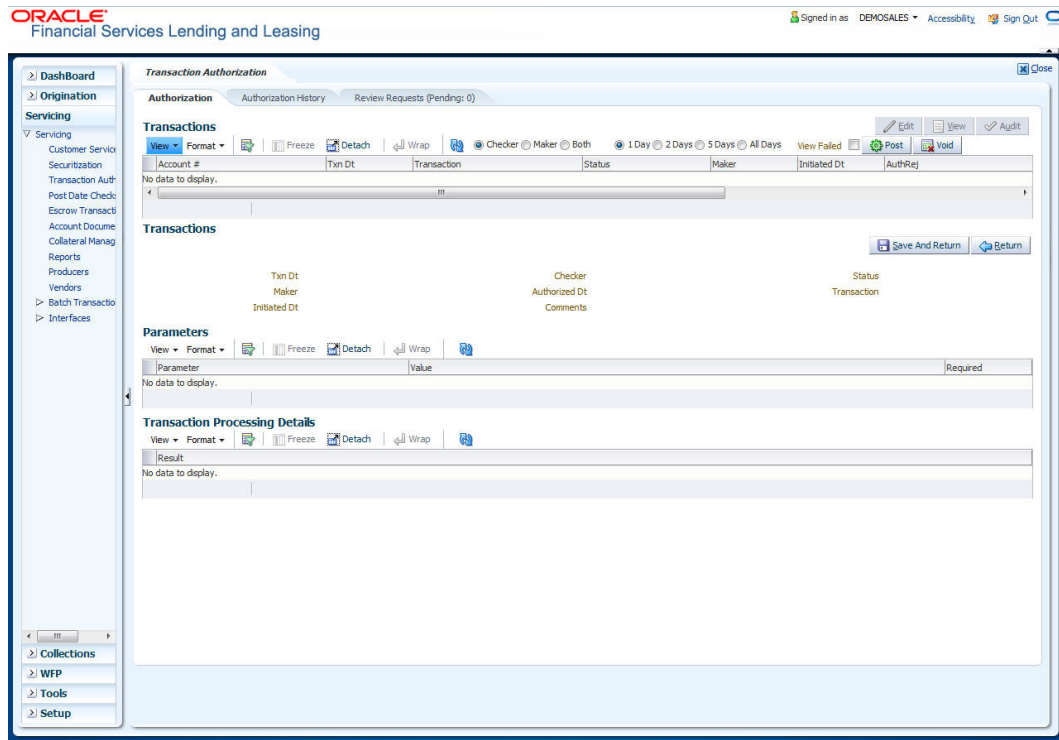 ORACLE
Financial Services Lending and Leasing
Signed in as DEMOSALES Accessibility Sign Out
Close
DashBoard
Origination
Servicing
Servicing
Customer Service
Securitization
Transaction Auth
Post Date Check
Escrow Transacti
Account Docume
Collateral Manag
Reports
Producers
Vendors
Batch Transactio
Interfaces
Collections
WFP
Tools
Setup
Transaction Authorization
Authorization Authorization History Review Requests (Pending: 0)
Transactions
Edit View Audit
View Format Freeze Detach Wrap Checker Maker Both 1 Day 2 Days 5 Days All Days View Failed Post Void
Account # Txn Dt Transaction Status Maker Initiated Dt AuthRej
No data to display.
Transactions
Save And Return Return
Txn Dt Checker Status
Maker Authorized Dt Transaction
Initiated Dt Comments
Parameters
View Format Freeze Detach Wrap
Parameter Value Required
No data to display.
Transaction Processing Details
View Format Freeze Detach Wrap
Result
No data to display.